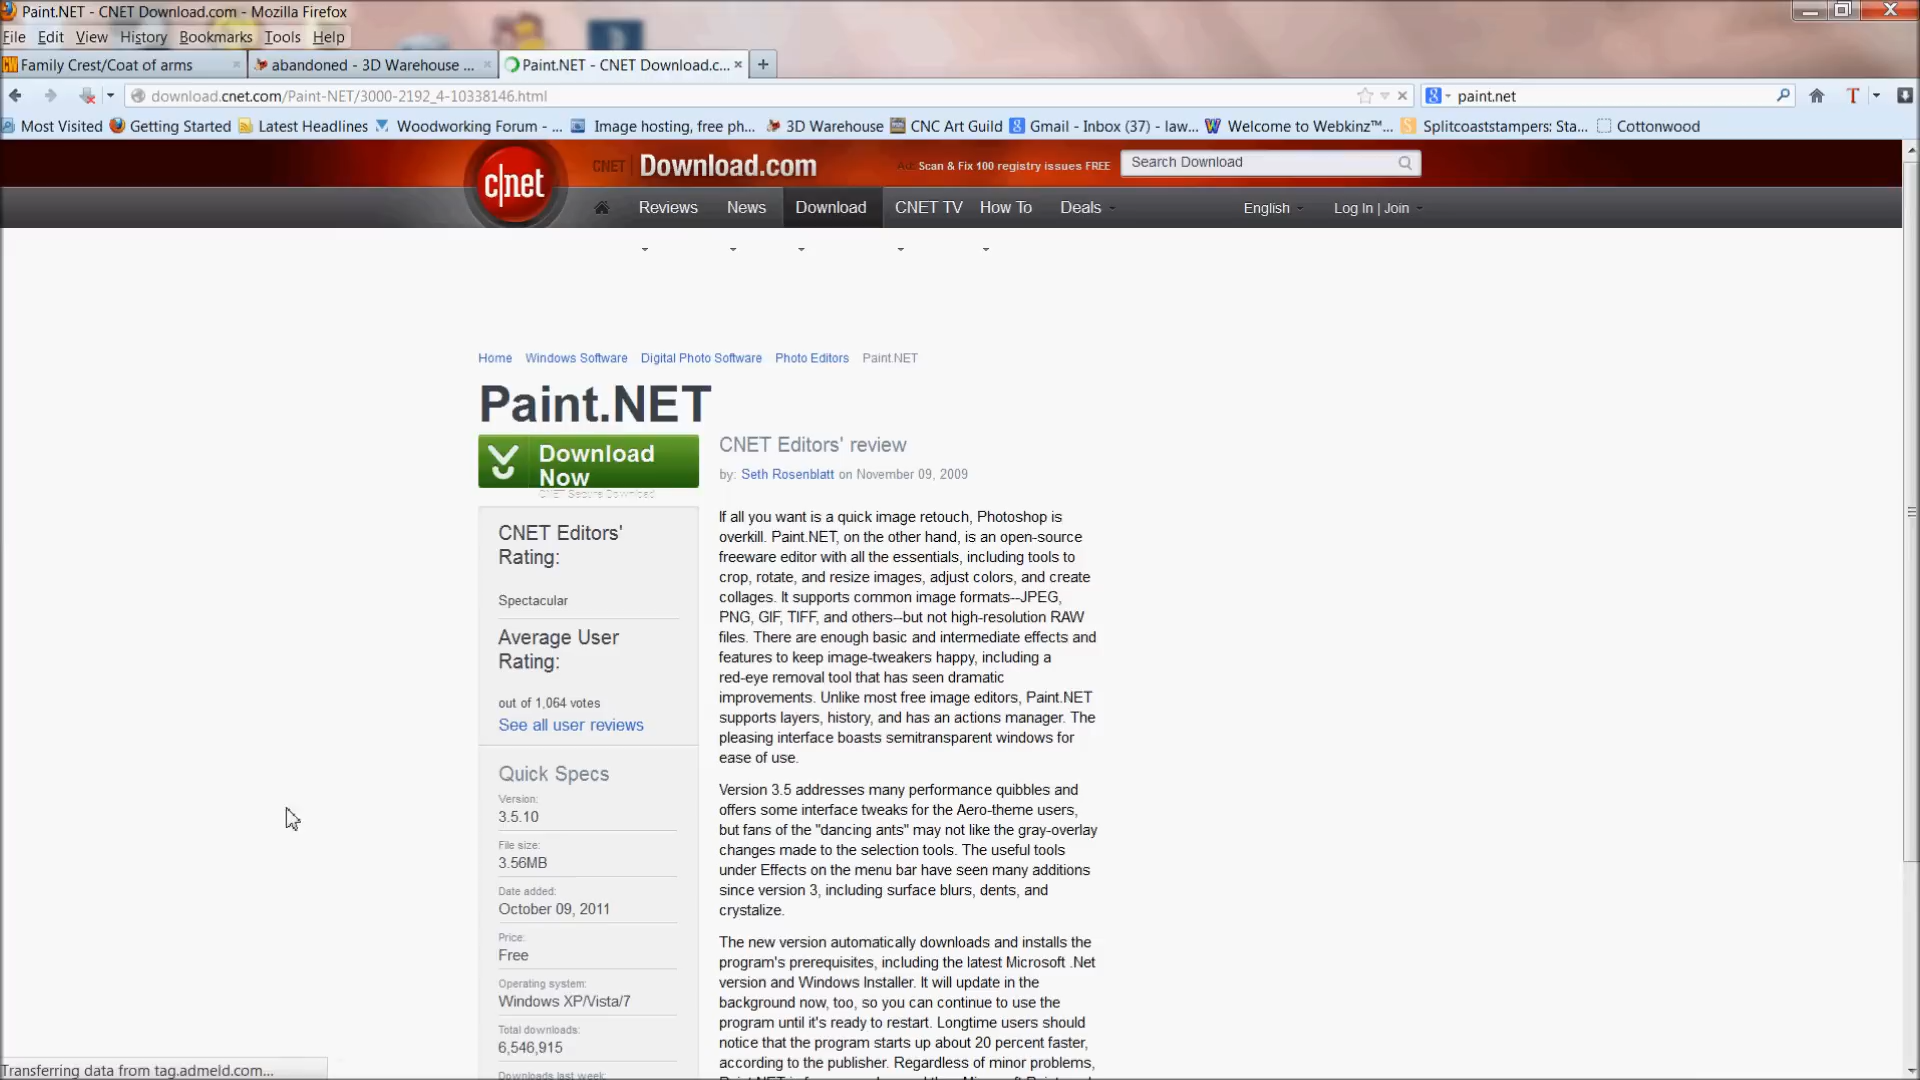 Paint.NET - CNET Download.com - Mozilla Firefox
File Edit View History Bookmarks Tools Help
Family Crest/Coat of arms
abandoned - 3D Warehouse ...
Paint.NET - CNET Download.c...
download.cnet.com/Paint-NET/3000-2192_4-10338146.html
paint.net
Most Visited Getting Started Latest Headlines Woodworking Forum - ... Image hosting, free ph... 3D Warehouse CNC Art Guild Gmail - Inbox (37) - law... Welcome to Webkinz™... Splitcoaststampers: Sta... Cottonwood
c|net
CNET Download.com
Ad: Scan & Fix 100 registry issues FREE
Search Download
Reviews News Download CNET TV How To Deals English Log In | Join
Home Windows Software Digital Photo Software Photo Editors Paint.NET
Paint.NET
Download
Now
CNET Secure Download
CNET Editors'
Rating:
Spectacular
Average User
Rating:
out of 1,064 votes
See all user reviews
Quick Specs
Version:
3.5.10
File size:
3.56MB
Date added:
October 09, 2011
Price:
Free
Operating system:
Windows XP/Vista/7
Total downloads:
6,546,915
Downloads last week:
CNET Editors' review
by: Seth Rosenblatt on November 09, 2009
If all you want is a quick image retouch, Photoshop is
overkill. Paint.NET, on the other hand, is an open-source
freeware editor with all the essentials, including tools to
crop, rotate, and resize images, adjust colors, and create
collages. It supports common image formats--JPEG,
PNG, GIF, TIFF, and others--but not high-resolution RAW
files. There are enough basic and intermediate effects and
features to keep image-tweakers happy, including a
red-eye removal tool that has seen dramatic
improvements. Unlike most free image editors, Paint.NET
supports layers, history, and has an actions manager. The
pleasing interface boasts semitransparent windows for
ease of use.
Version 3.5 addresses many performance quibbles and
offers some interface tweaks for the Aero-theme users,
but fans of the "dancing ants" may not like the gray-overlay
changes made to the selection tools. The useful tools
under Effects on the menu bar have seen many additions
since version 3, including surface blurs, dents, and
crystalize.
The new version automatically downloads and installs the
program's prerequisites, including the latest Microsoft .Net
version and Windows Installer. It will update in the
background now, too, so you can continue to use the
program until it's ready to restart. Longtime users should
notice that the program starts up about 20 percent faster,
according to the publisher. Regardless of minor problems,
Transferring data from tag.admeld.com...